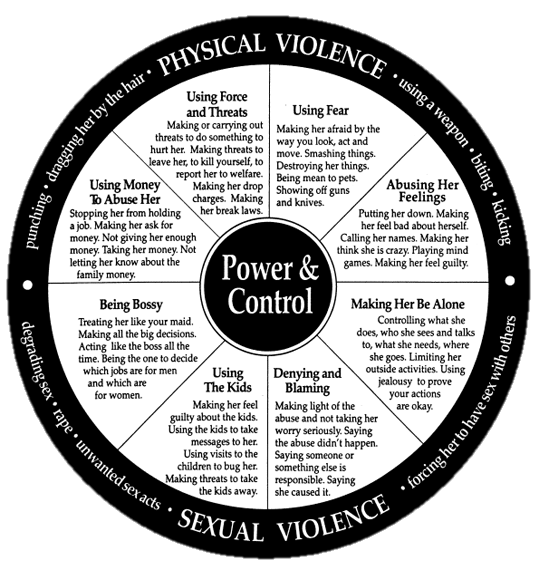 PHYSICAL VIOLENCE
punching • dragging her by the hair •
• using a weapon • biting • kicking
Using Force
and Threats
Making or carrying out
threats to do something to
hurt her. Making threats to
leave her, to kill yourself, to
report her to welfare.
Making her drop
charges. Making
her break laws.
Using Fear
Making her afraid by the
way you look, act and
move. Smashing things.
Destroying her things.
Being mean to pets.
Showing off guns
and knives.
Using Money
To Abuse Her
Stopping her from holding
a job. Making her ask for
money. Not giving her enough
money. Taking her money. Not
letting her know about the
family money.
Abusing Her
Feelings
Putting her down. Making
her feel bad about herself.
Calling her names. Making her
think she is crazy. Playing mind
games. Making her feel guilty.
Power &
Control
Being Bossy
Treating her like your maid.
Making all the big decisions.
Acting like the boss all the
time. Being the one to decide
which jobs are for men
and which are
for women.
Making Her Be Alone
Controlling what she
does, who she sees and talks
to, what she needs, where
she goes. Limiting her
outside activities. Using
jealousy to prove
your actions
are okay.
Using
The Kids
Making her feel
guilty about the kids.
Using the kids to take
messages to her.
Using visits to the
children to bug her.
Making threats to take
the kids away.
Denying and
Blaming
Making light of the
abuse and not taking her
worry seriously. Saying
the abuse didn't happen.
Saying someone or
something else is
responsible. Saying
she caused it.
degrading sex • rape • unwanted sex acts •
• forcing her to have sex with others
SEXUAL VIOLENCE